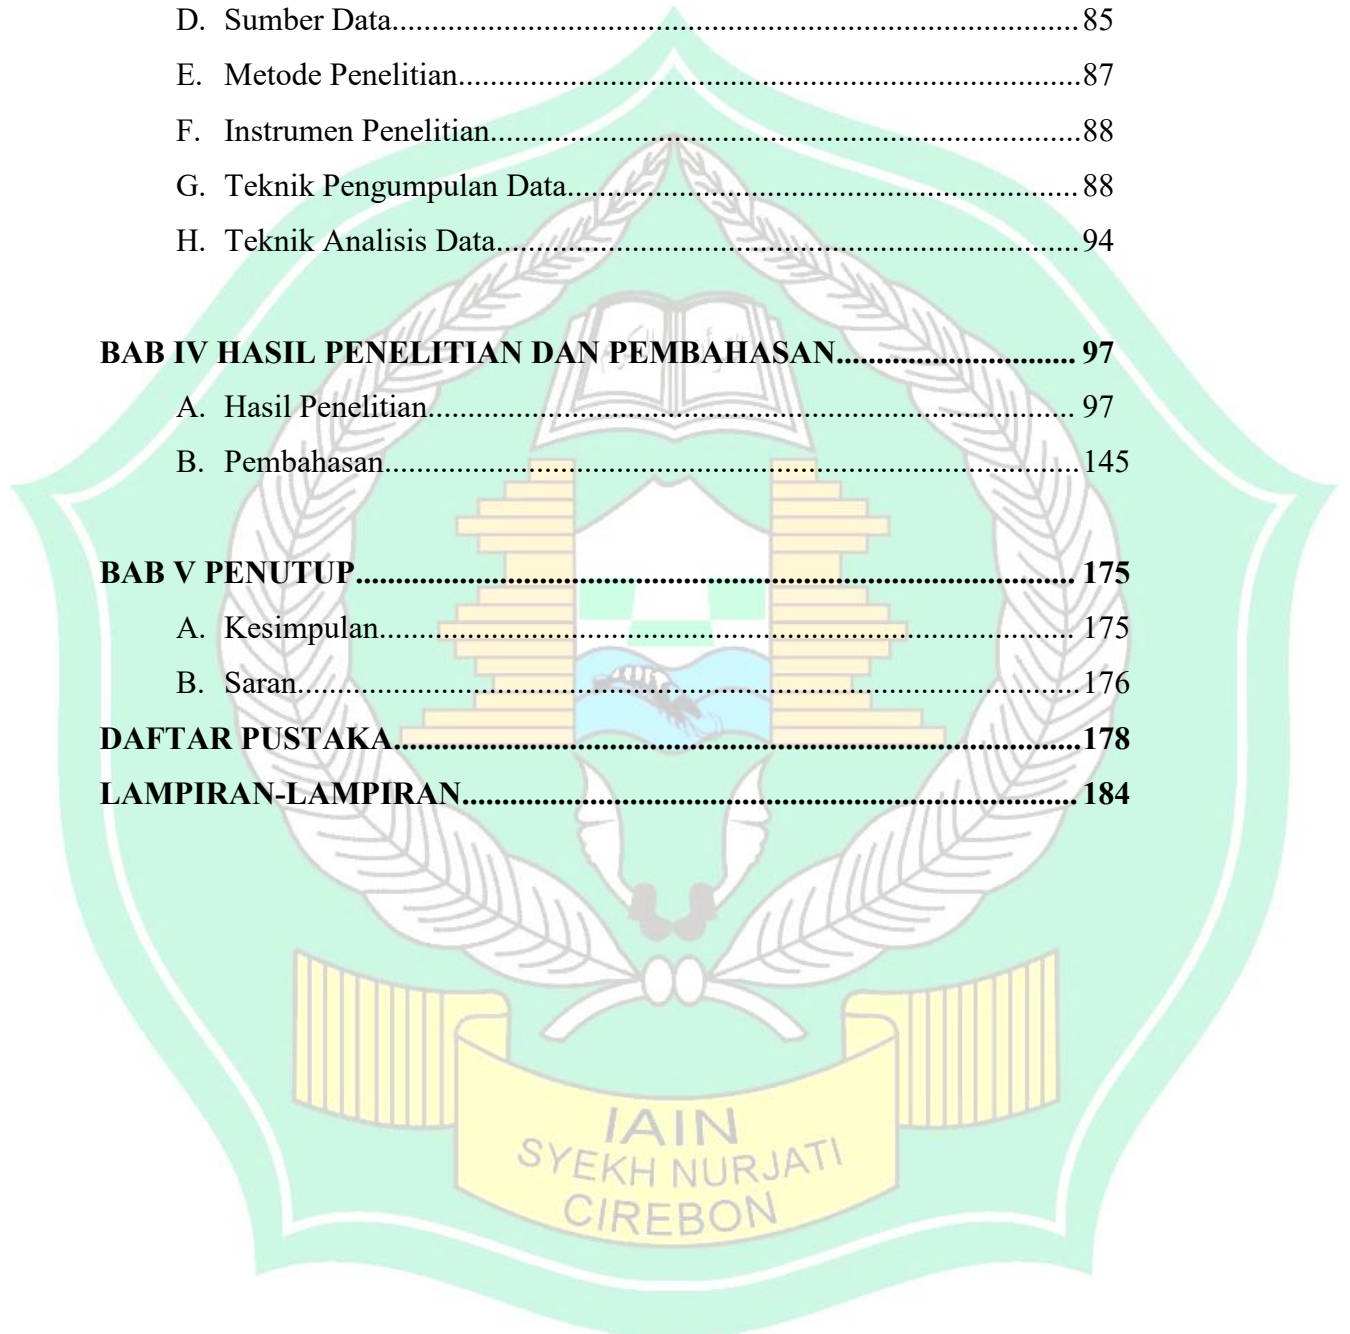 D. Sumber Data................................................................................85
E. Metode Penelitian.........................................................................87
F. Instrumen Penelitian.....................................................................88
G. Teknik Pengumpulan Data............................................................88
H. Teknik Analisis Data.....................................................................94
BAB IV HASIL PENELITIAN DAN PEMBAHASAN............................ 97
A. Hasil Penelitian............................................................................ 97
B. Pembahasan.................................................................................145
BAB V PENUTUP........................................................................... 175
A. Kesimpulan................................................................................ 175
B. Saran..........................................................................................176
DAFTAR PUSTAKA........................................................................178
LAMPIRAN-LAMPIRAN................................................................ 184
IAIN
SYEKH NURJATI
CIREBON